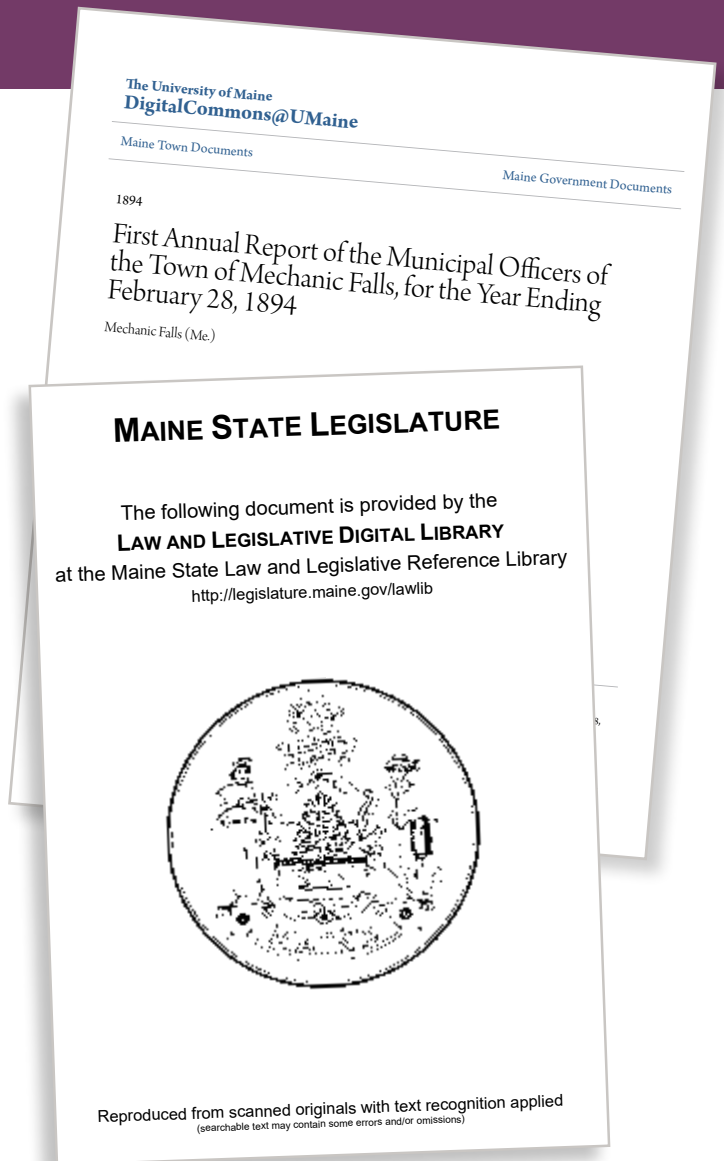 The University of Maine
DigitalCommons@UMaine
Maine Town Documents
Maine Government Documents
1894
First Annual Report of the Municipal Officers of
the Town of Mechanic Falls, for the Year Ending
February 28, 1894
Mechanic Falls (Me.)
MAINE STATE LEGISLATURE
The following document is provided by the
LAW AND LEGISLATIVE DIGITAL LIBRARY
at the Maine State Law and Legislative Reference Library
http://legislature.maine.gov/lawlib
Reproduced from scanned originals with text recognition applied
(searchable text may contain some errors and/or omissions)